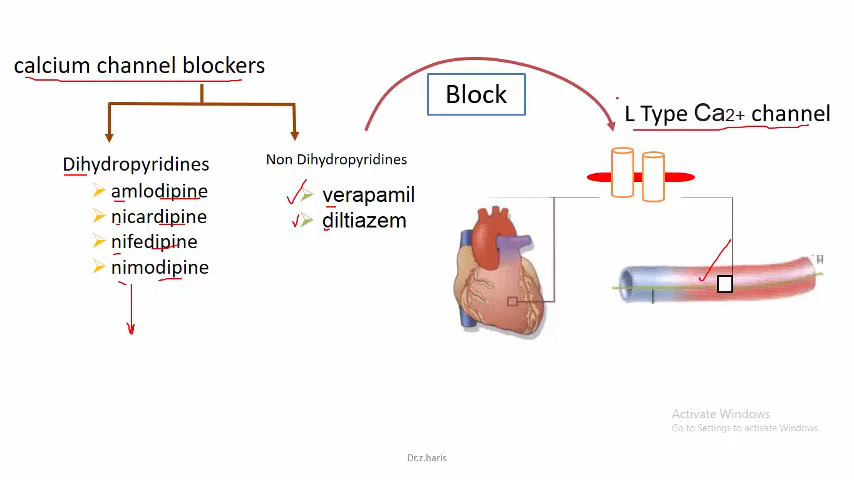 calcium channel blockers
Block
L Type Ca2+ channel
Dihydropyridines
amlodipine
nicardipine
nifedipine
nimodipine
Non Dihydropyridines
verapamil
diltiazem
Activate Windows
Go to Settings to activate Windows.
Dr.z.haris